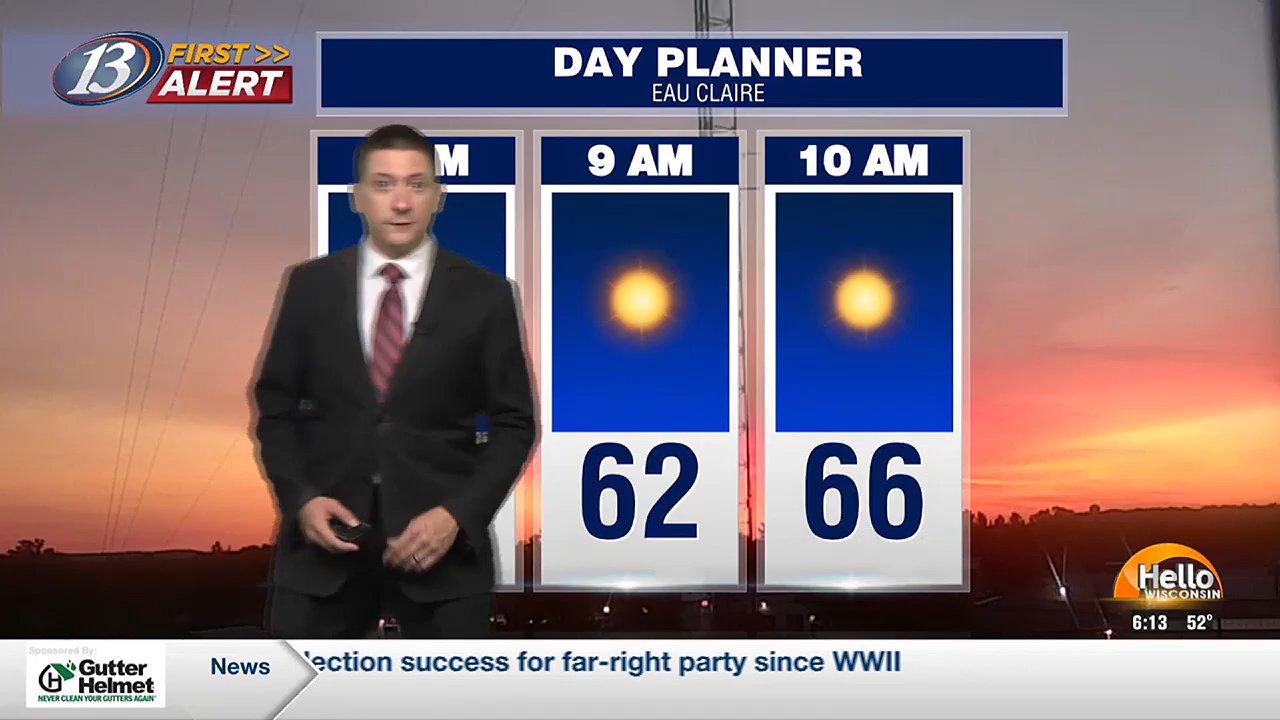 13 FIRST >>
ALERT
DAY PLANNER
EAU CLAIRE
M
9 AM
10 AM
62
66
Hello
WISCONSIN
6:13 52°
Sponsored By:
Gutter
Helmet
NEVER CLEAN YOUR GUTTERS AGAIN
News
lection success for far-right party since WWII